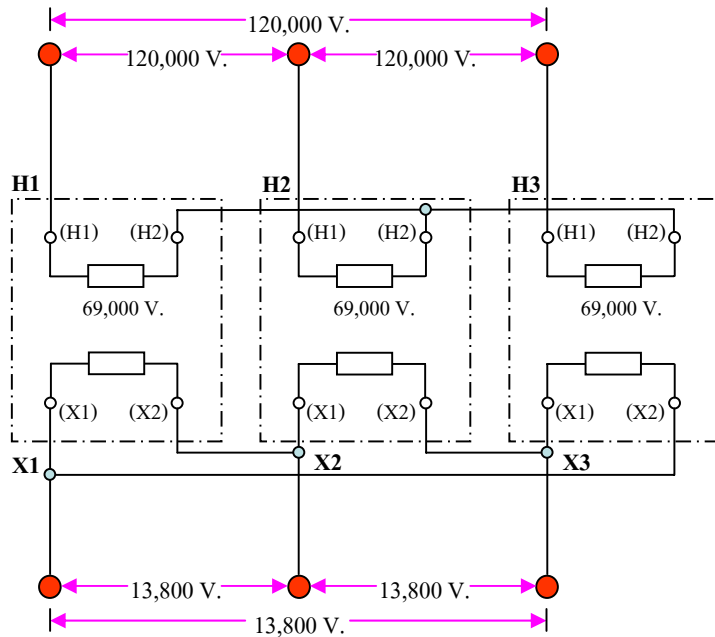 120,000 V.
120,000 V. 120,000 V.
H1 H2 H3
(H1) (H2) (H1) (H2) (H1) (H2)
69,000 V. 69,000 V. 69,000 V.
(X1) (X2) (X1) (X2) (X1) (X2)
X1 X2 X3
13,800 V. 13,800 V.
13,800 V.